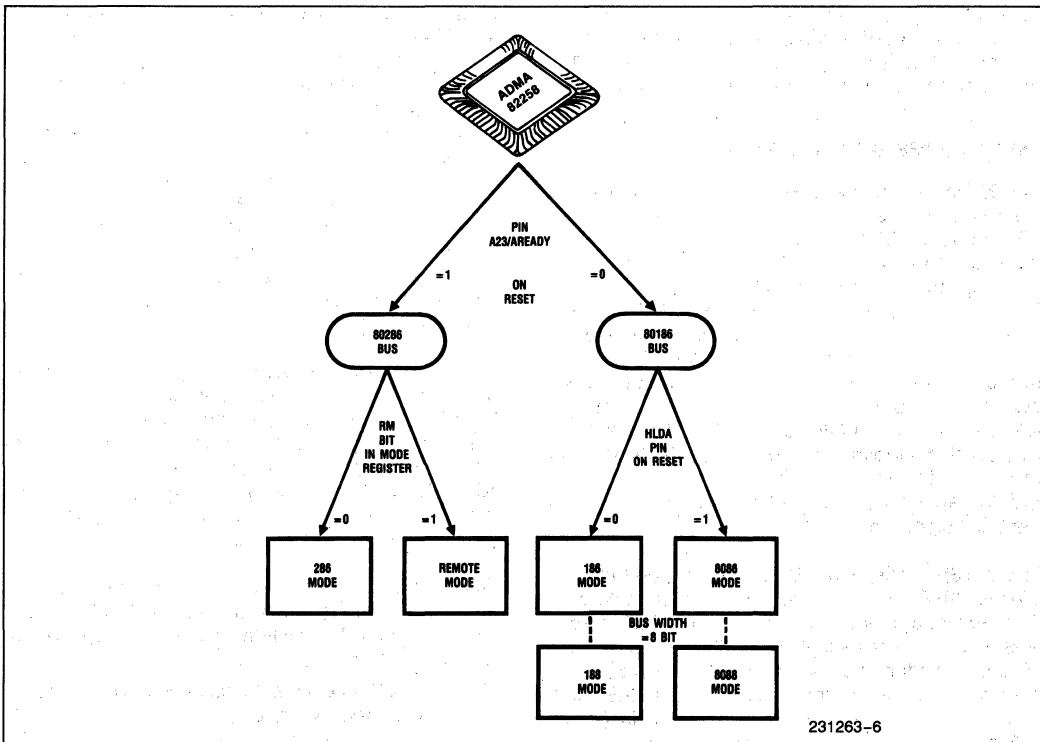 ADMA
82258
PIN
A23/AREADY
=1
ON
RESET
=0
80286
BUS
80186
BUS
RM
BIT
IN MODE
REGISTER
HLDA
PIN
ON RESET
=0
=1
=0
=1
286
MODE
REMOTE
MODE
186
MODE
8086
MODE
BUS WIDTH
=8 BIT
188
MODE
8088
MODE
231263-6